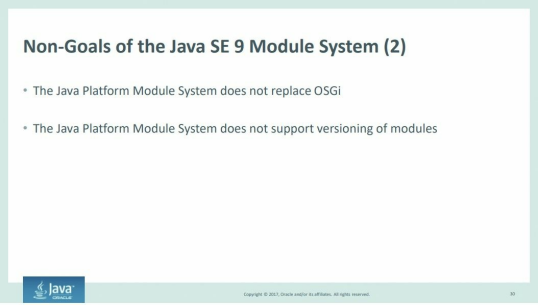 Non-Goals of the Java SE 9 Module System (2)
• The Java Platform Module System does not replace OSGi
• The Java Platform Module System does not support versioning of modules
Java
ORACLE
Copyright © 2017, Oracle and/or its affiliates. All rights reserved.